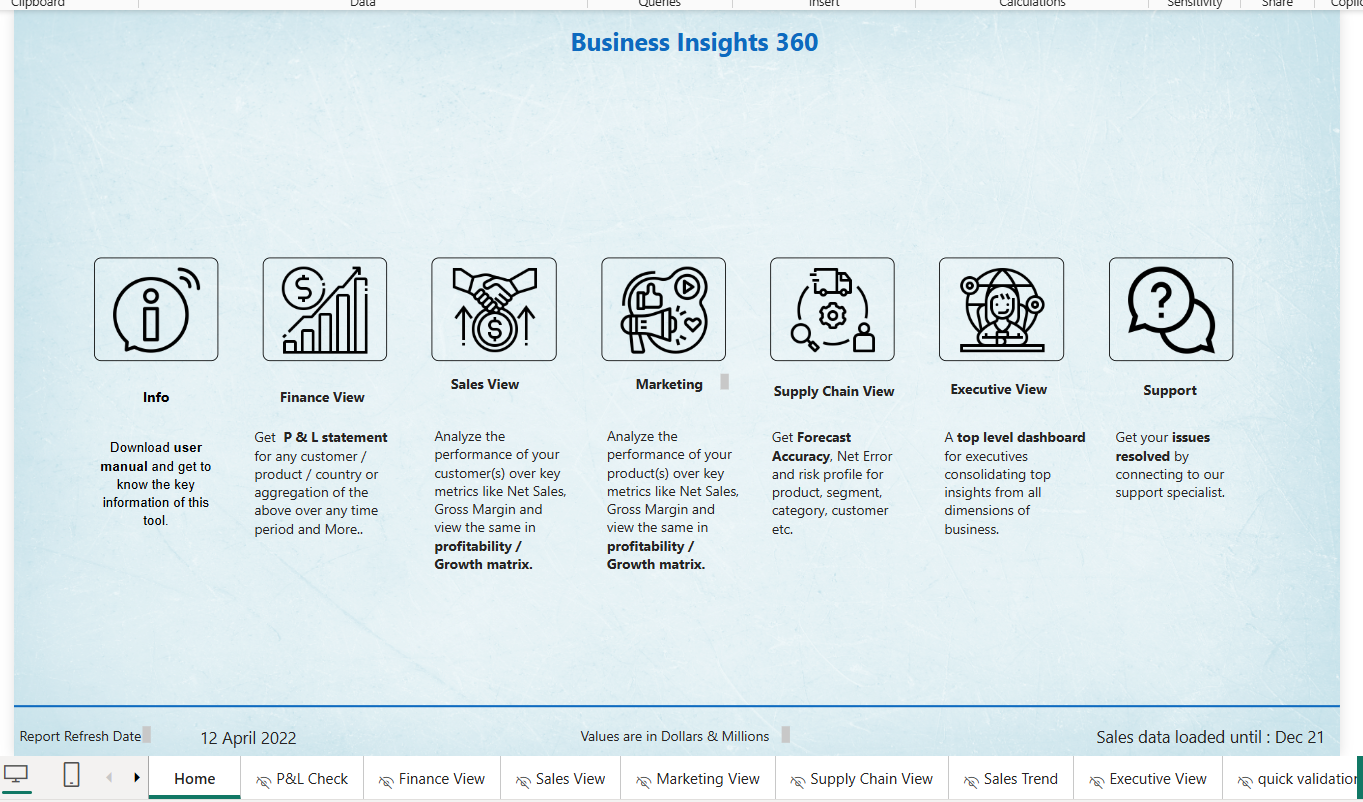 Clipboard
Data
Queries
Insert
Calculations
Sensitivity
Share
Business Insights 360
Info
Download user
manual and get to
know the key
information of this
tool.
Finance View
Get P & L statement
for any customer /
product / country or
aggregation of the
above over any time
period and More..
Sales View
Analyze the
performance of your
customer(s) over key
metrics like Net Sales,
Gross Margin and
view the same in
profitability /
Growth matrix.
Marketing
Analyze the
performance of your
product(s) over key
metrics like Net Sales,
Gross Margin and
view the same in
profitability /
Growth matrix.
Supply Chain View
Get Forecast
Accuracy, Net Error
and risk profile for
product, segment,
category, customer
etc.
Executive View
A top level dashboard
for executives
consolidating top
insights from all
dimensions of
business.
Support
Get your issues
resolved by
connecting to our
support specialist.
Report Refresh Date
12 April 2022
Values are in Dollars & Millions
Sales data loaded until : Dec 21
Home
P&L Check
Finance View
Sales View
Marketing View
Supply Chain View
Sales Trend
Executive View
quick validation